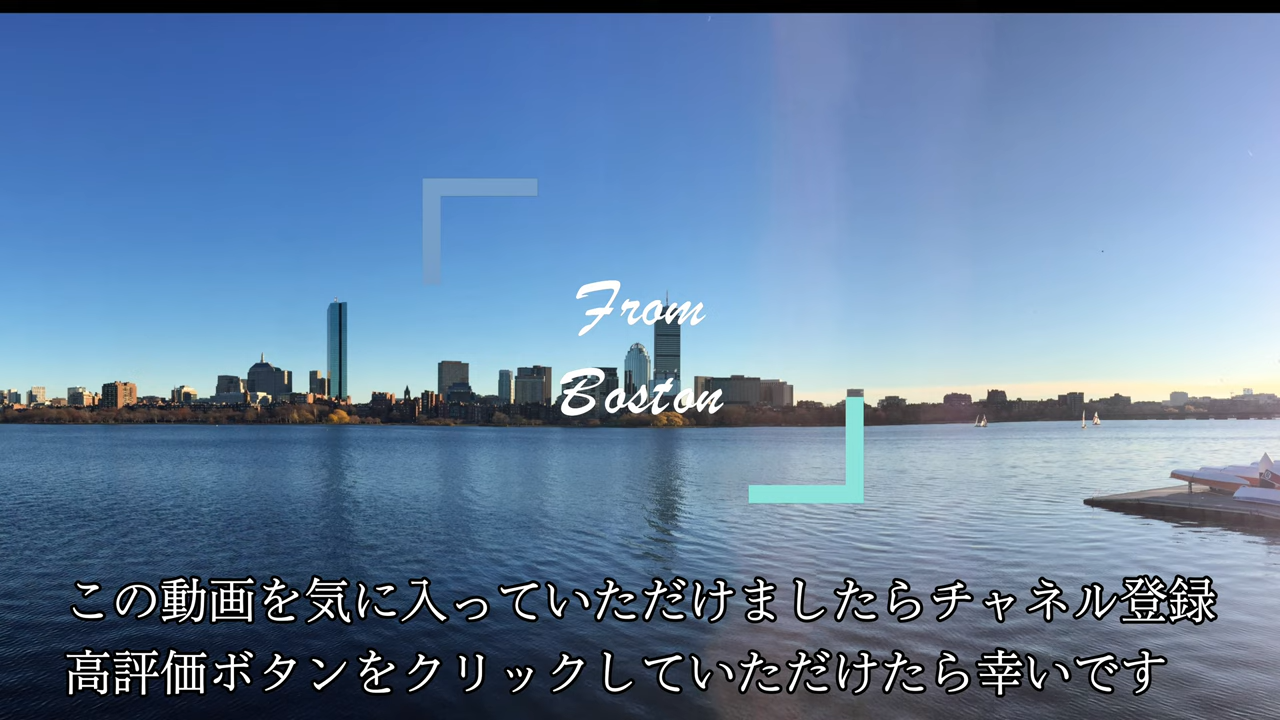 From
Boston
この動画を気に入っていただけましたらチャネル登録
高評価ボタンをクリックしていただけたら幸いです